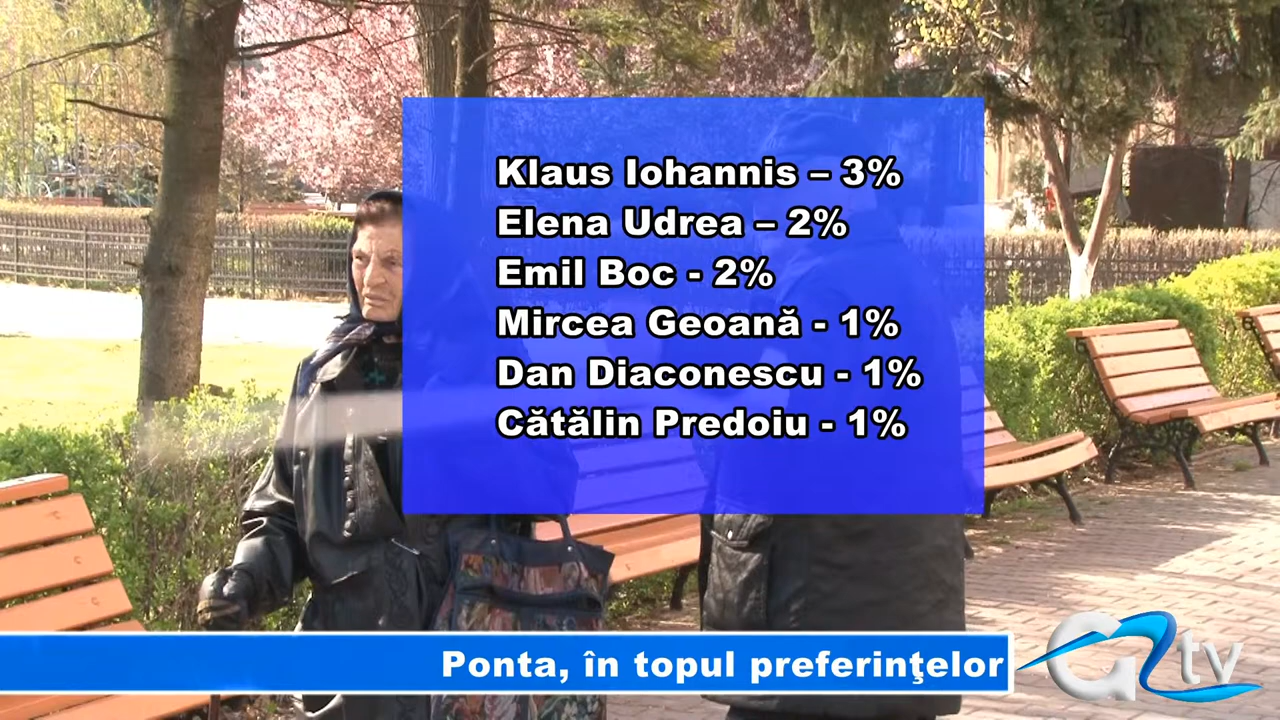 Klaus Iohannis – 3%
Elena Udrea – 2%
Emil Boc - 2%
Mircea Geoană - 1%
Dan Diaconescu - 1%
Cătălin Predoiu - 1%
Ponta, în topul preferinţelor
G2 tv